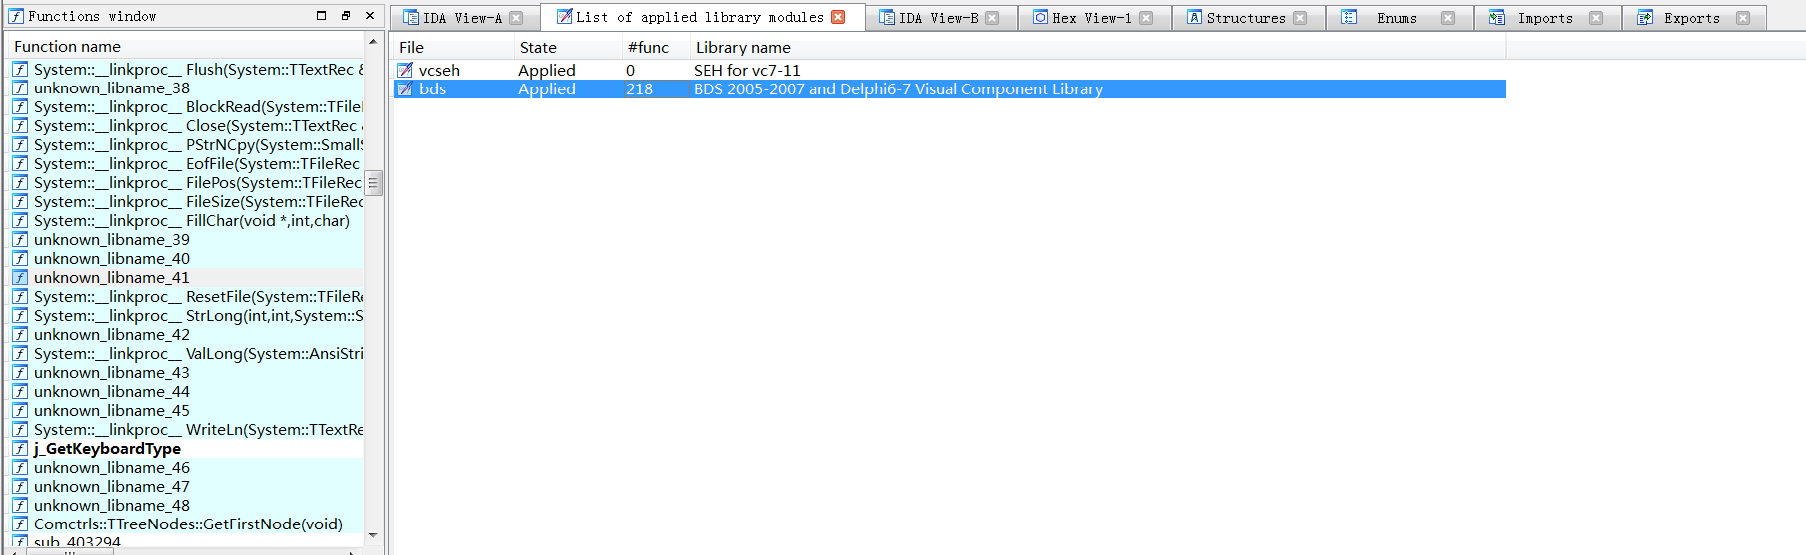 Functions window
Function name
System::__linkproc__ Flush(System::TTextRec &
unknown_libname_38
System::__linkproc__ BlockRead(System::TFileI
System::__linkproc__ Close(System::TTextRec &
System::__linkproc__ PStrNCpy(System::SmallS
System::__linkproc__ EofFile(System::TFileRec
System::__linkproc__ FilePos(System::TFileRec
System::__linkproc__ FileSize(System::TFileRec
System::__linkproc__ FillChar(void *,int,char)
unknown_libname_39
unknown_libname_40
unknown_libname_41
System::__linkproc__ ResetFile(System::TFileRe
System::__linkproc__ StrLong(int,int,System::S
unknown_libname_42
System::__linkproc__ ValLong(System::AnsiStri
unknown_libname_43
unknown_libname_44
unknown_libname_45
System::__linkproc__ WriteLn(System::TTextRe
j_GetKeyboardType
unknown_libname_46
unknown_libname_47
unknown_libname_48
Comctrls::TTreeNodes::GetFirstNode(void)
sub_403294
IDA View-A List of applied library modules IDA View-B Hex View-1 Structures Enums Imports Exports
File State #func Library name
vcseh Applied 0 SEH for vc7-11
bds Applied 218 BDS 2005-2007 and Delphi6-7 Visual Component Library